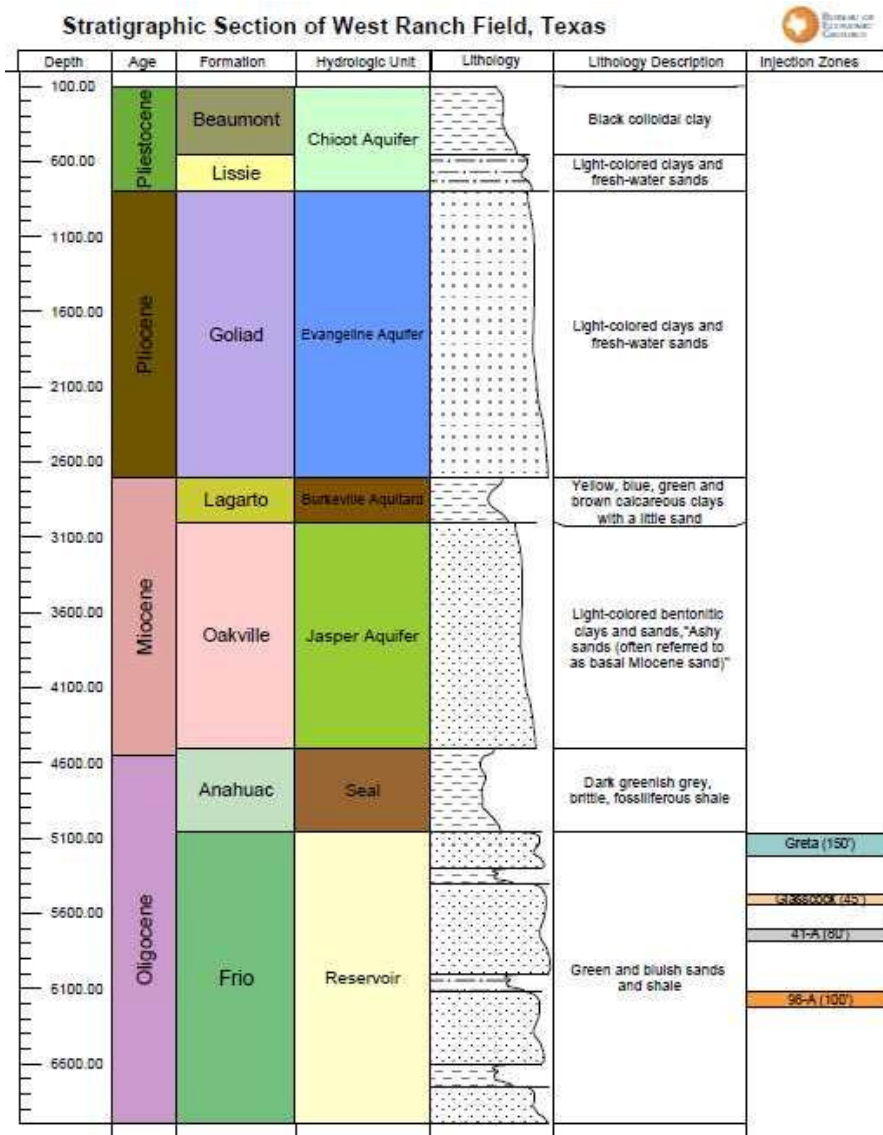 Stratigraphic Section of West Ranch Field, Texas
BUREAU OF
ECONOMIC
GEOLOGY
Depth Age Formation Hydrologic Unit Lithology Lithology Description Injection Zones
100.00
Pliestocene
Beaumont
Chicot Aquifer
Black colloidal clay
600.00
Lissie
Light-colored clays and
fresh-water sands
1100.00
Pliocene
1600.00
Goliad
Evangeline Aquifer
Light-colored clays and
fresh-water sands
2100.00
2600.00
Lagarto
Burkeville Aquitard
Yellow, blue, green and
brown calcareous clays
with a little sand
3100.00
Miocene
3600.00
Oakville
Jasper Aquifer
Light-colored bentonitic
clays and sands,"Ashy
sands (often referred to
as basal Miocene sand)"
4100.00
4600.00
Anahuac
Seal
Dark greenish grey,
brittle, fossiliferous shale
5100.00
Greta (150')
Oligocene
5600.00
Glasscock (45')
41-A (80')
Frio
Reservoir
Green and bluish sands
and shale
6100.00
98-A (100')
6600.00